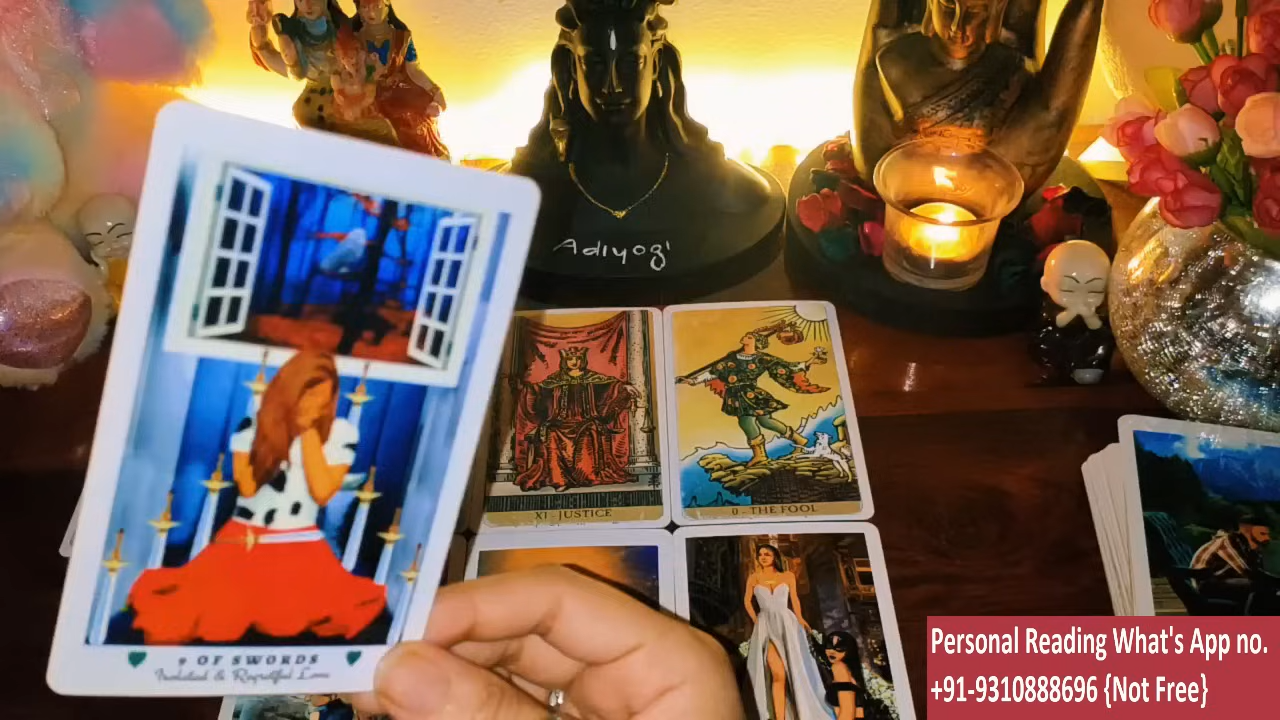 Adiyogi
XI - JUSTICE
0 - THE FOOL
9 OF SWORDS
Isolated & Regretful Love
Personal Reading What's App no.
+91-9310888696 {Not Free}